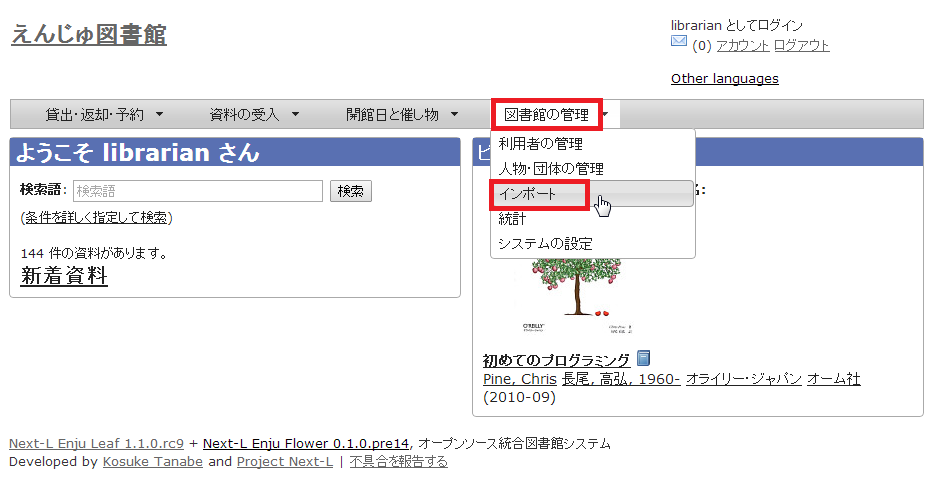 えんじゅ図書館
librarian としてログイン
(0) アカウント ログアウト
Other languages
貸出・返却・予約 資料の受入 開館日と催し物 図書館の管理
利用者の管理
人物・団体の管理
インポート
統計
システムの設定
ようこそ librarian さん
検索語: 検索語 検索
(条件を詳しく指定して検索)
144 件の資料があります。
新着資料
名:
O'REILLY
初めてのプログラミング
Pine, Chris 長尾, 高弘, 1960- オライリー・ジャパン オーム社
(2010-09)
Next-L Enju Leaf 1.1.0.rc9 + Next-L Enju Flower 0.1.0.pre14, オープンソース統合図書館システム
Developed by Kosuke Tanabe and Project Next-L | 不具合を報告する